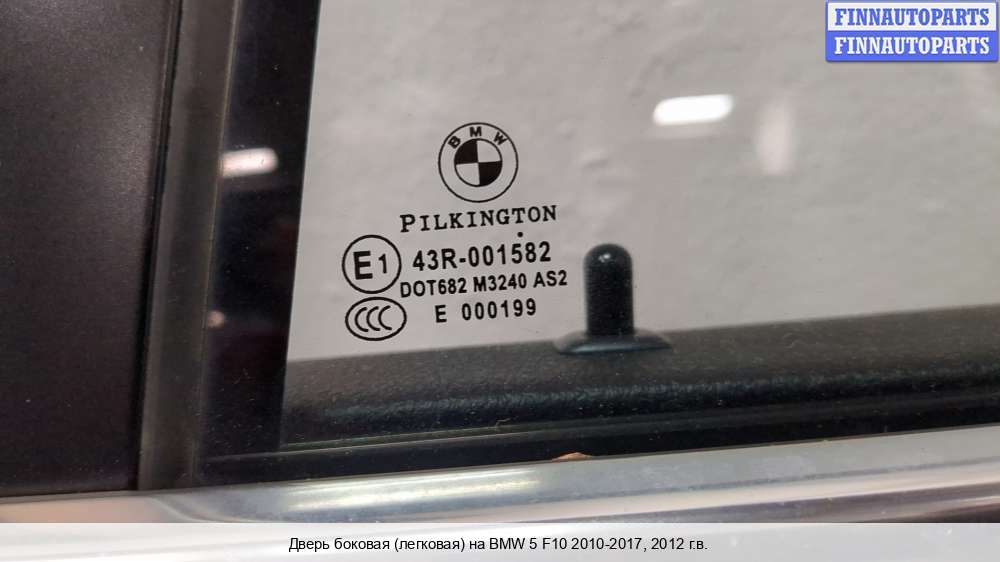 FINNAUTOPARTS
FINNAUTOPARTS
BMW
PILKINGTON
E1 43R-001582
DOT682 M3240 AS2
CCC E 000199
Дверь боковая (легковая) на BMW 5 F10 2010-2017, 2012 г.в.